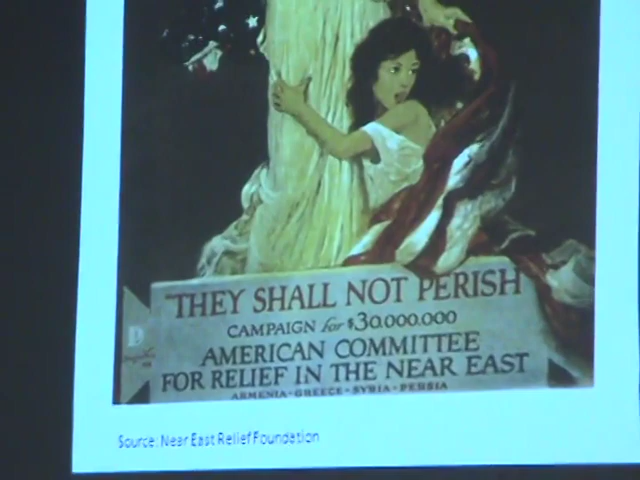 "THEY SHALL NOT PERISH
CAMPAIGN for $30,000,000
AMERICAN COMMITTEE
FOR RELIEF IN THE NEAR EAST
ARMENIA - GREECE - SYRIA - PERSIA
Source: Near East Relief Foundation